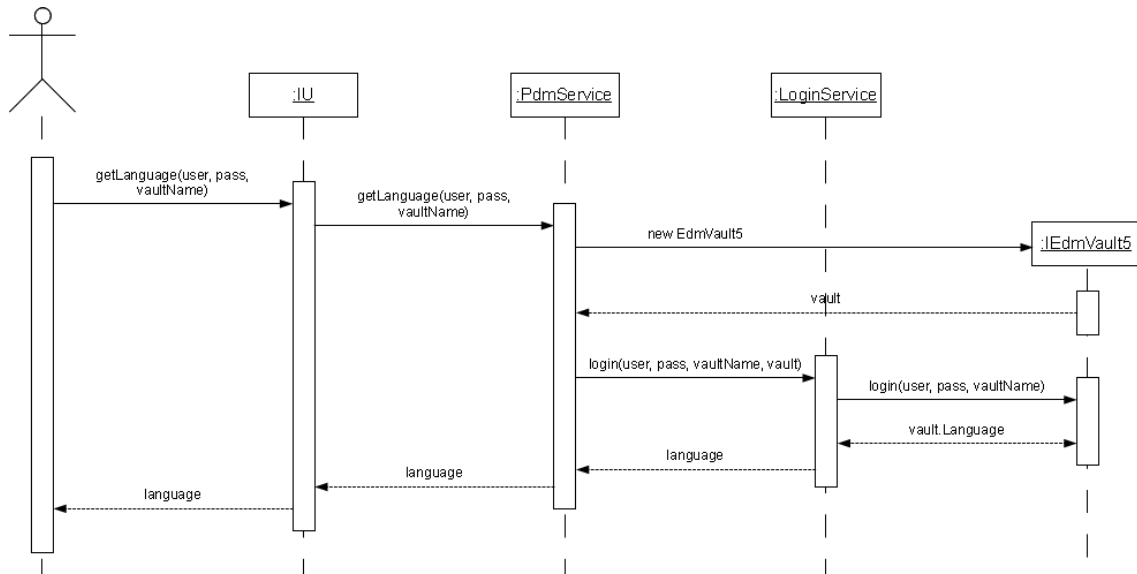 :IU
:PdmService
:LoginService
getLanguage(user, pass,
vaultName)
getLanguage(user, pass,
vaultName)
new EdmVault5
:IEdmVault5
vault
login(user, pass, vaultName, vault)
login(user, pass, vaultName)
vault.Language
language
language
language